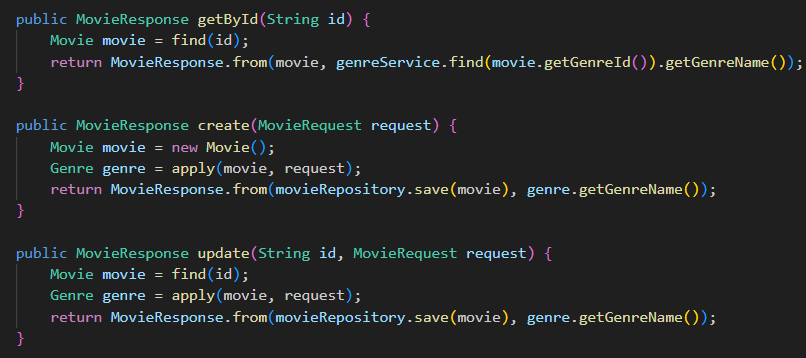 public MovieResponse getById(String id) {
    Movie movie = find(id);
    return MovieResponse.from(movie, genreService.find(movie.getGenreId()).getGenreName());
}

public MovieResponse create(MovieRequest request) {
    Movie movie = new Movie();
    Genre genre = apply(movie, request);
    return MovieResponse.from(movieRepository.save(movie), genre.getGenreName());
}

public MovieResponse update(String id, MovieRequest request) {
    Movie movie = find(id);
    Genre genre = apply(movie, request);
    return MovieResponse.from(movieRepository.save(movie), genre.getGenreName());
}